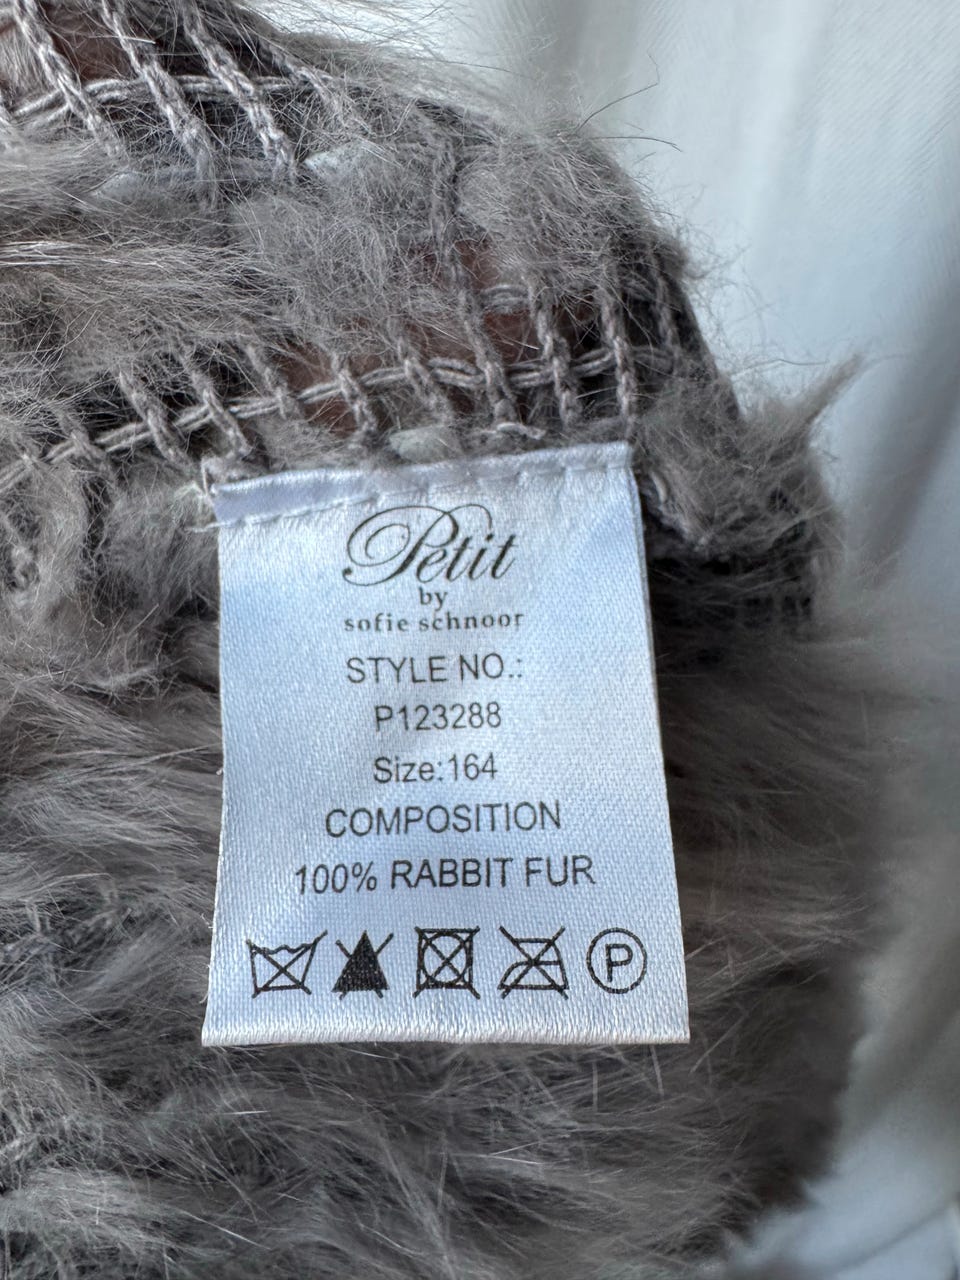 Petit
by
sofie schnoor
STYLE NO.:
P123288
Size:164
COMPOSITION
100% RABBIT FUR
P